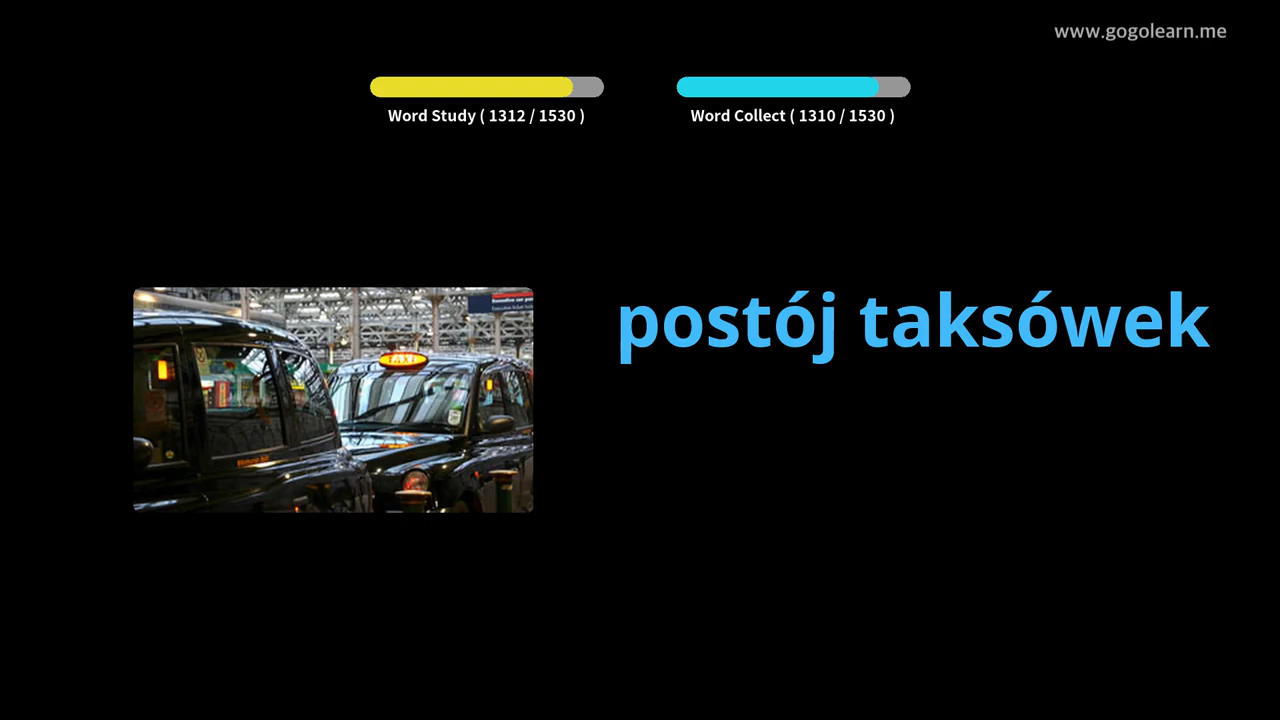 www.gogolearn.me
Word Study ( 1312 / 1530 )
Word Collect ( 1310 / 1530 )
postój taksówek
TAXI